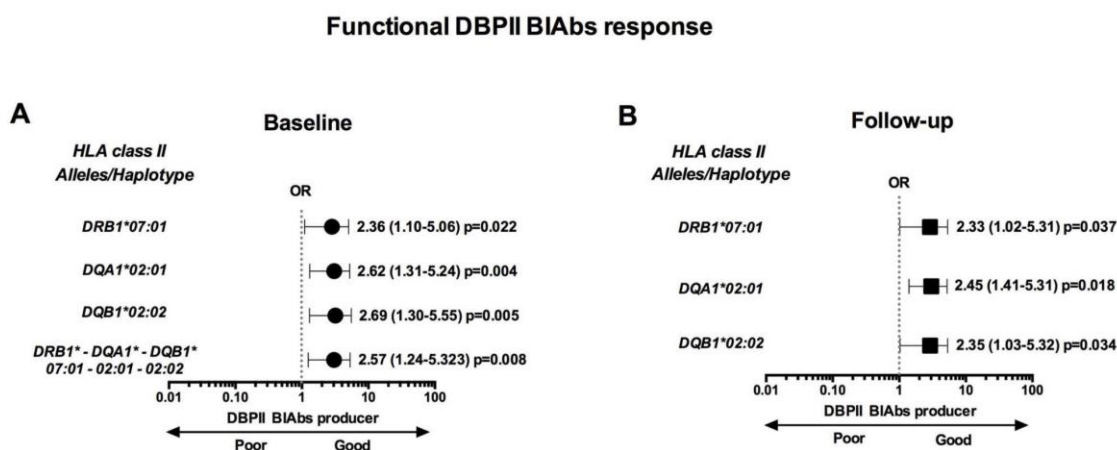 Functional DBPII BIAbs response
A
Baseline
HLA class II
Alleles/Haplotype
OR
DRB1*07:01
2.36 (1.10-5.06) p=0.022
DQA1*02:01
2.62 (1.31-5.24) p=0.004
DQB1*02:02
2.69 (1.30-5.55) p=0.005
DRB1* - DQA1* - DQB1*
07:01 - 02:01 - 02:02
2.57 (1.24-5.323) p=0.008
0.01 0.10 1 10 100
DBPII BIAbs producer
Poor Good
B
Follow-up
HLA class II
Alleles/Haplotype
OR
DRB1*07:01
2.33 (1.02-5.31) p=0.037
DQA1*02:01
2.45 (1.41-5.31) p=0.018
DQB1*02:02
2.35 (1.03-5.32) p=0.034
0.01 0.10 1 10 100
DBPII BIAbs producer
Poor Good